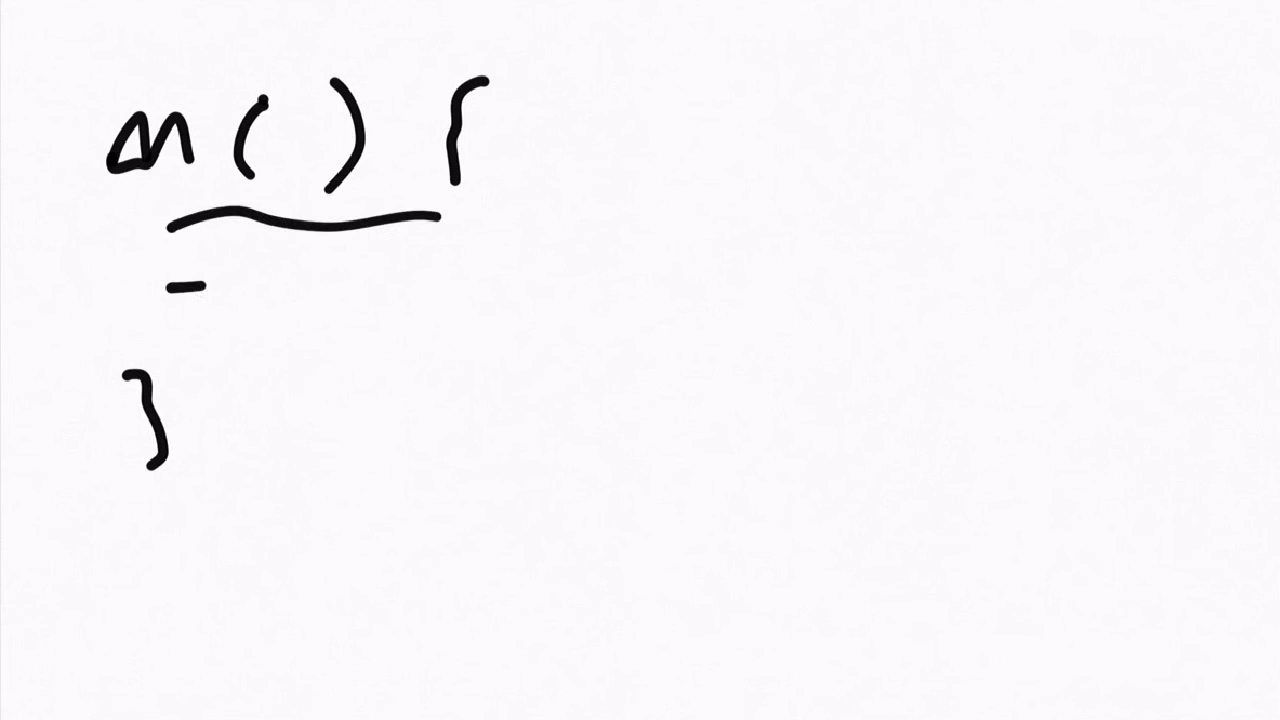 m() {
-
}